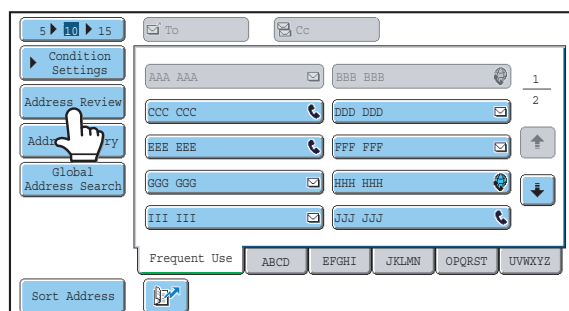 5 10 15
To
Cc
Condition
Settings
AAA AAA
BBB BBB
1
2
Address Review
CCC CCC
DDD DDD
EEE EEE
FFF FFF
Global
Address Search
GGG GGG
HHH HHH
III III
JJJ JJJ
Frequent Use
ABCD
EFGHI
JKLMN
OPQRST
UVWXYZ
Sort Address